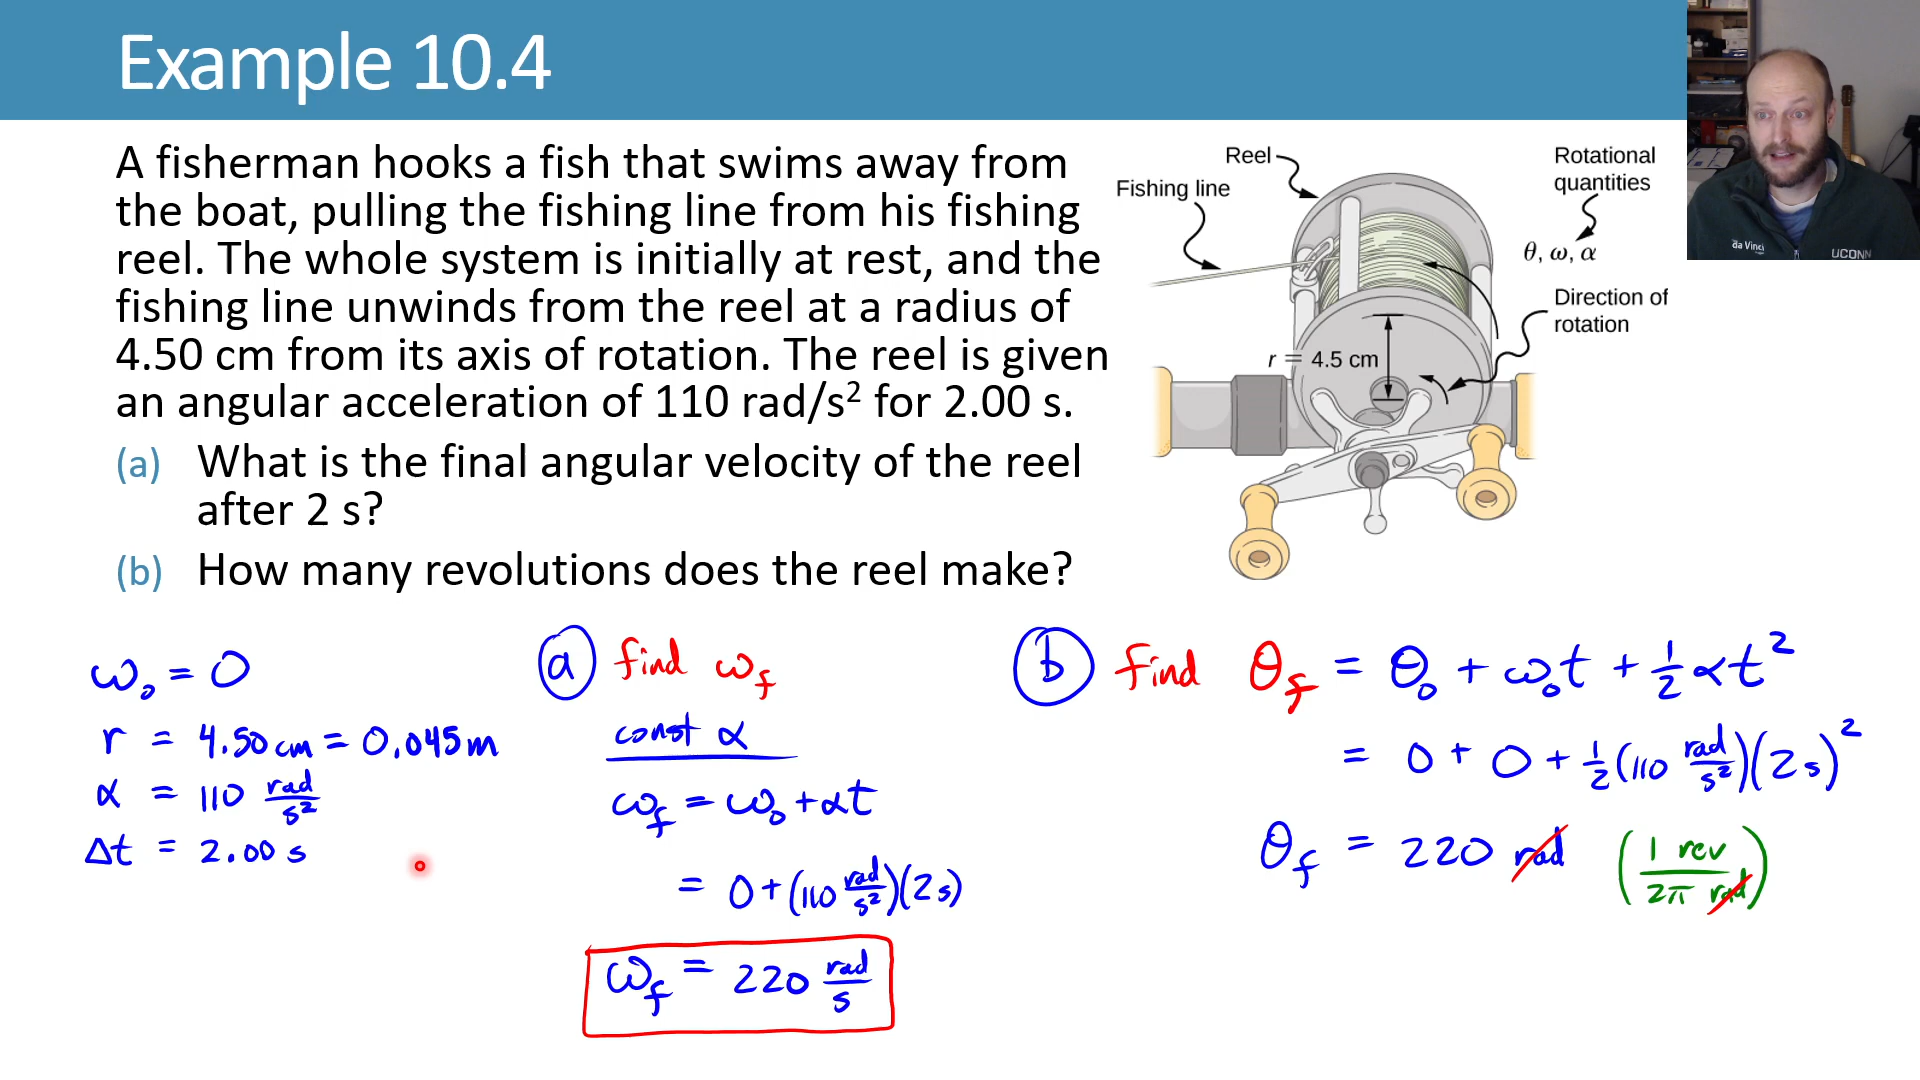 Example 10.4
A fisherman hooks a fish that swims away from
the boat, pulling the fishing line from his fishing
reel. The whole system is initially at rest, and the
fishing line unwinds from the reel at a radius of
4.50 cm from its axis of rotation. The reel is given
an angular acceleration of 110 rad/s² for 2.00 s.
(a) What is the final angular velocity of the reel
after 2 s?
(b) How many revolutions does the reel make?
Reel
Fishing line
Rotational
quantities
θ, ω, α
Direction of
rotation
r = 4.5 cm
da Vinci
UCONN
ω₀ = 0
r = 4.50 cm = 0.045 m
α = 110 rad/s²
Δt = 2.00 s
a find ω_f
const α
ω_f = ω₀ + αt
= 0 + (110 rad/s²)(2 s)
ω_f = 220 rad/s
b Find θ_f = θ₀ + ω₀t + ½αt²
= 0 + 0 + ½(110 rad/s²)(2 s)²
θ_f = 220 rad (1 rev / 2π rad)